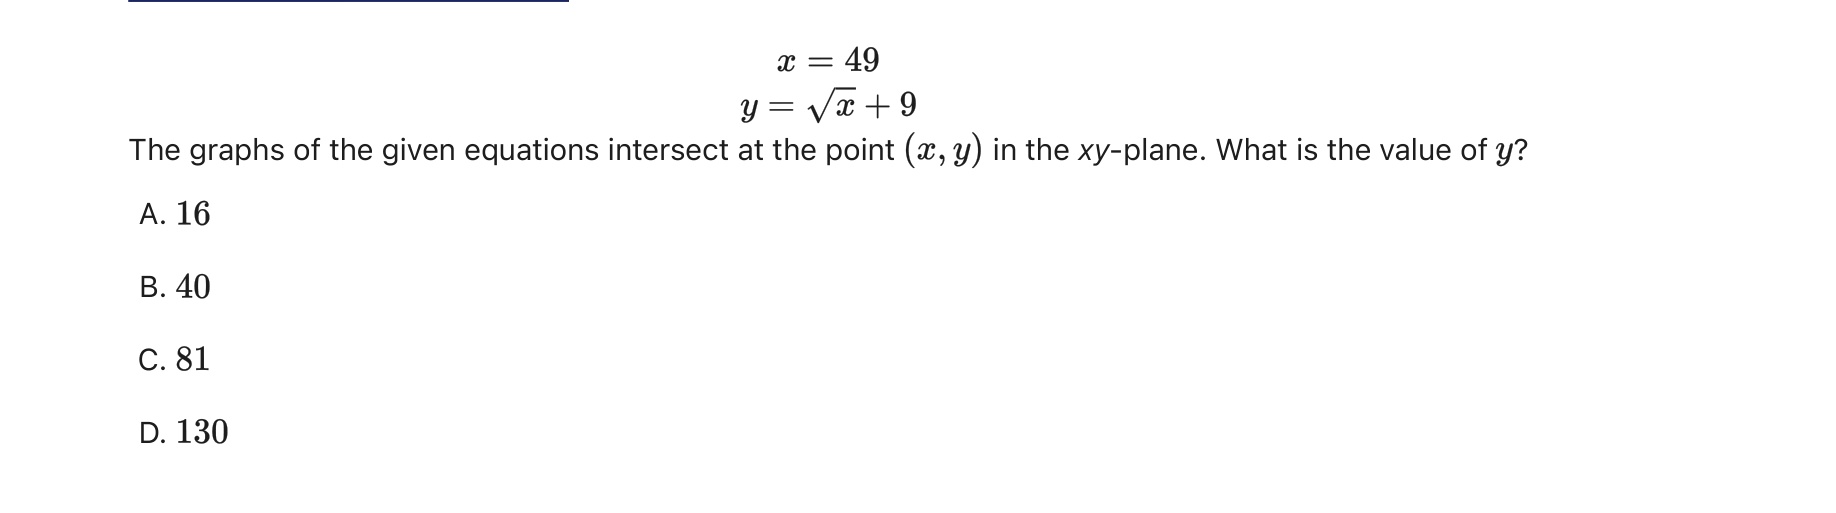 x = 49
y = √x + 9
The graphs of the given equations intersect at the point (x, y) in the xy-plane. What is the value of y?
A. 16
B. 40
C. 81
D. 130